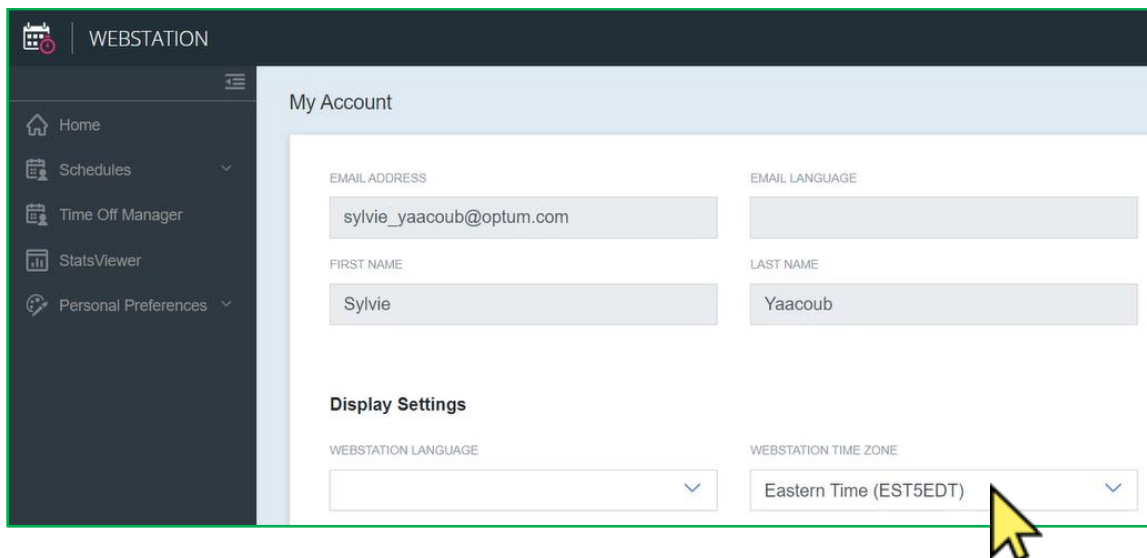 WEBSTATION
Home
Schedules
Time Off Manager
StatsViewer
Personal Preferences
My Account
EMAIL ADDRESS EMAIL LANGUAGE
sylvie_yaacoub@optum.com
FIRST NAME LAST NAME
Sylvie Yaacoub
Display Settings
WEBSTATION LANGUAGE WEBSTATION TIME ZONE
Eastern Time (EST5EDT)